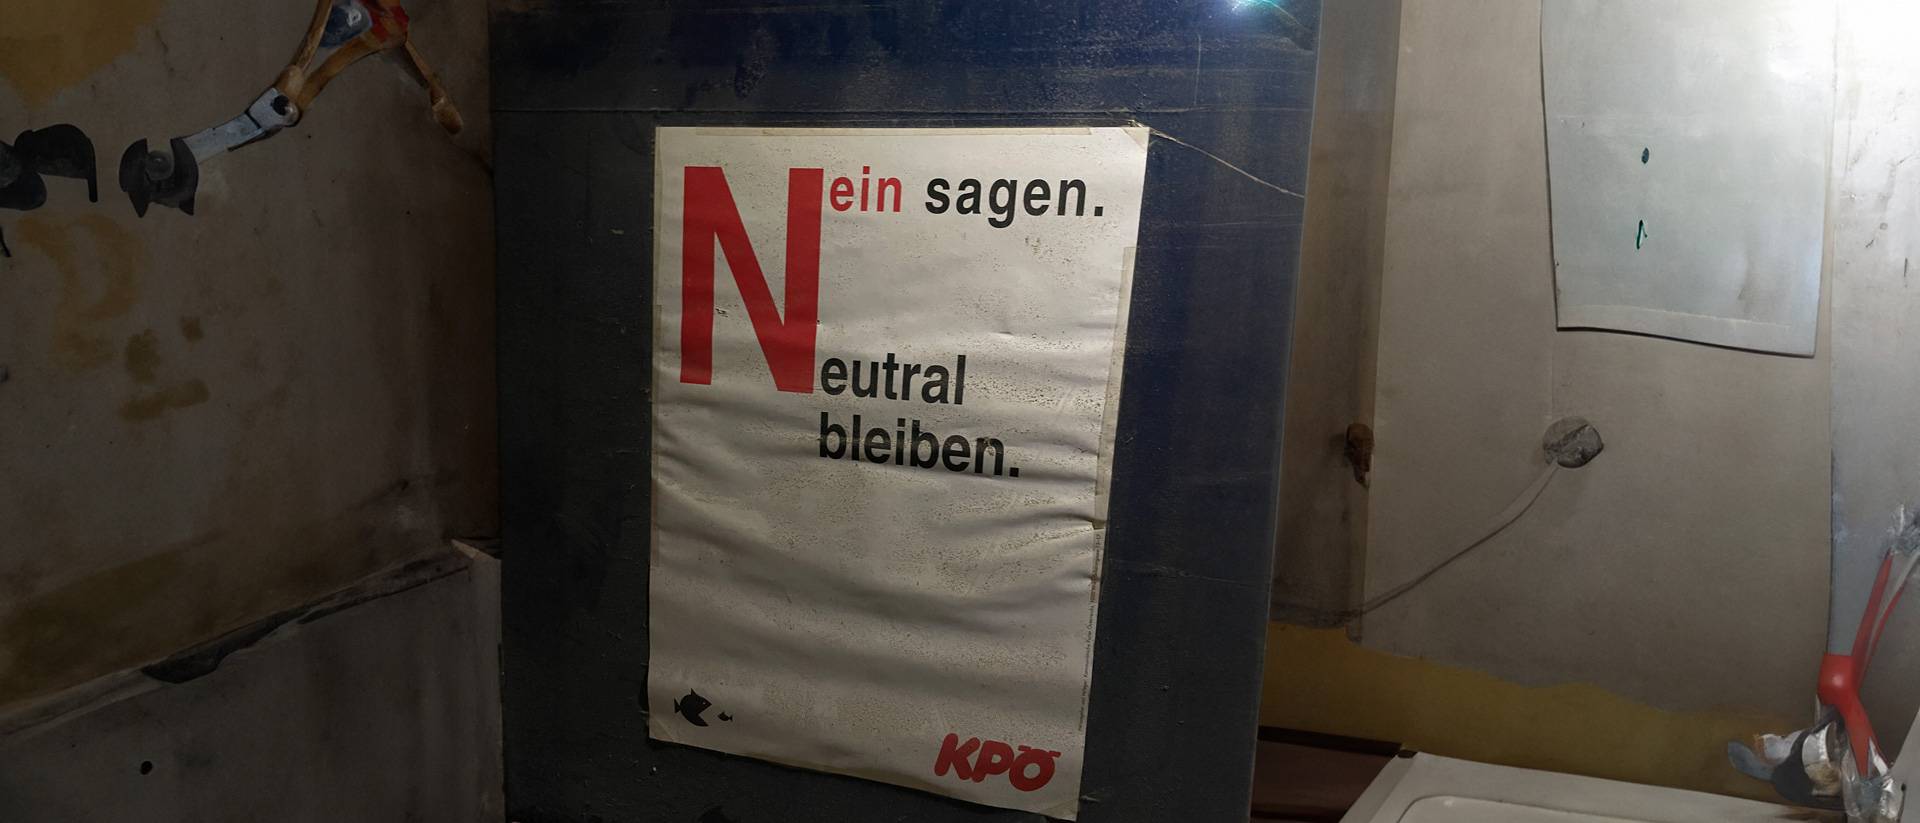 Nein sagen.
Neutral
bleiben.
KPÖ